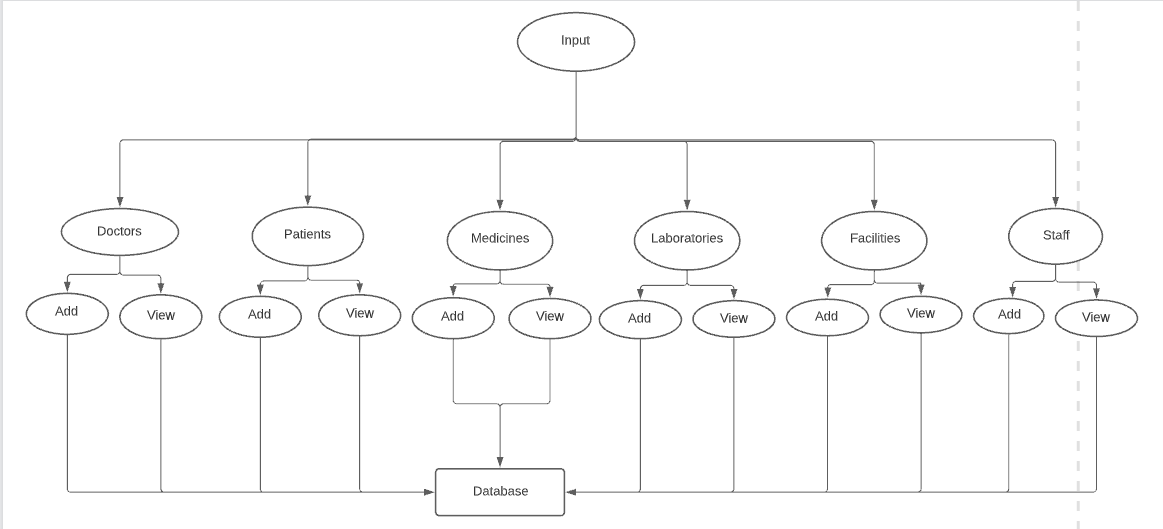 Input
Doctors
Patients
Medicines
Laboratories
Facilities
Staff
Add
View
Add
View
Add
View
Add
View
Add
View
Add
View
Database